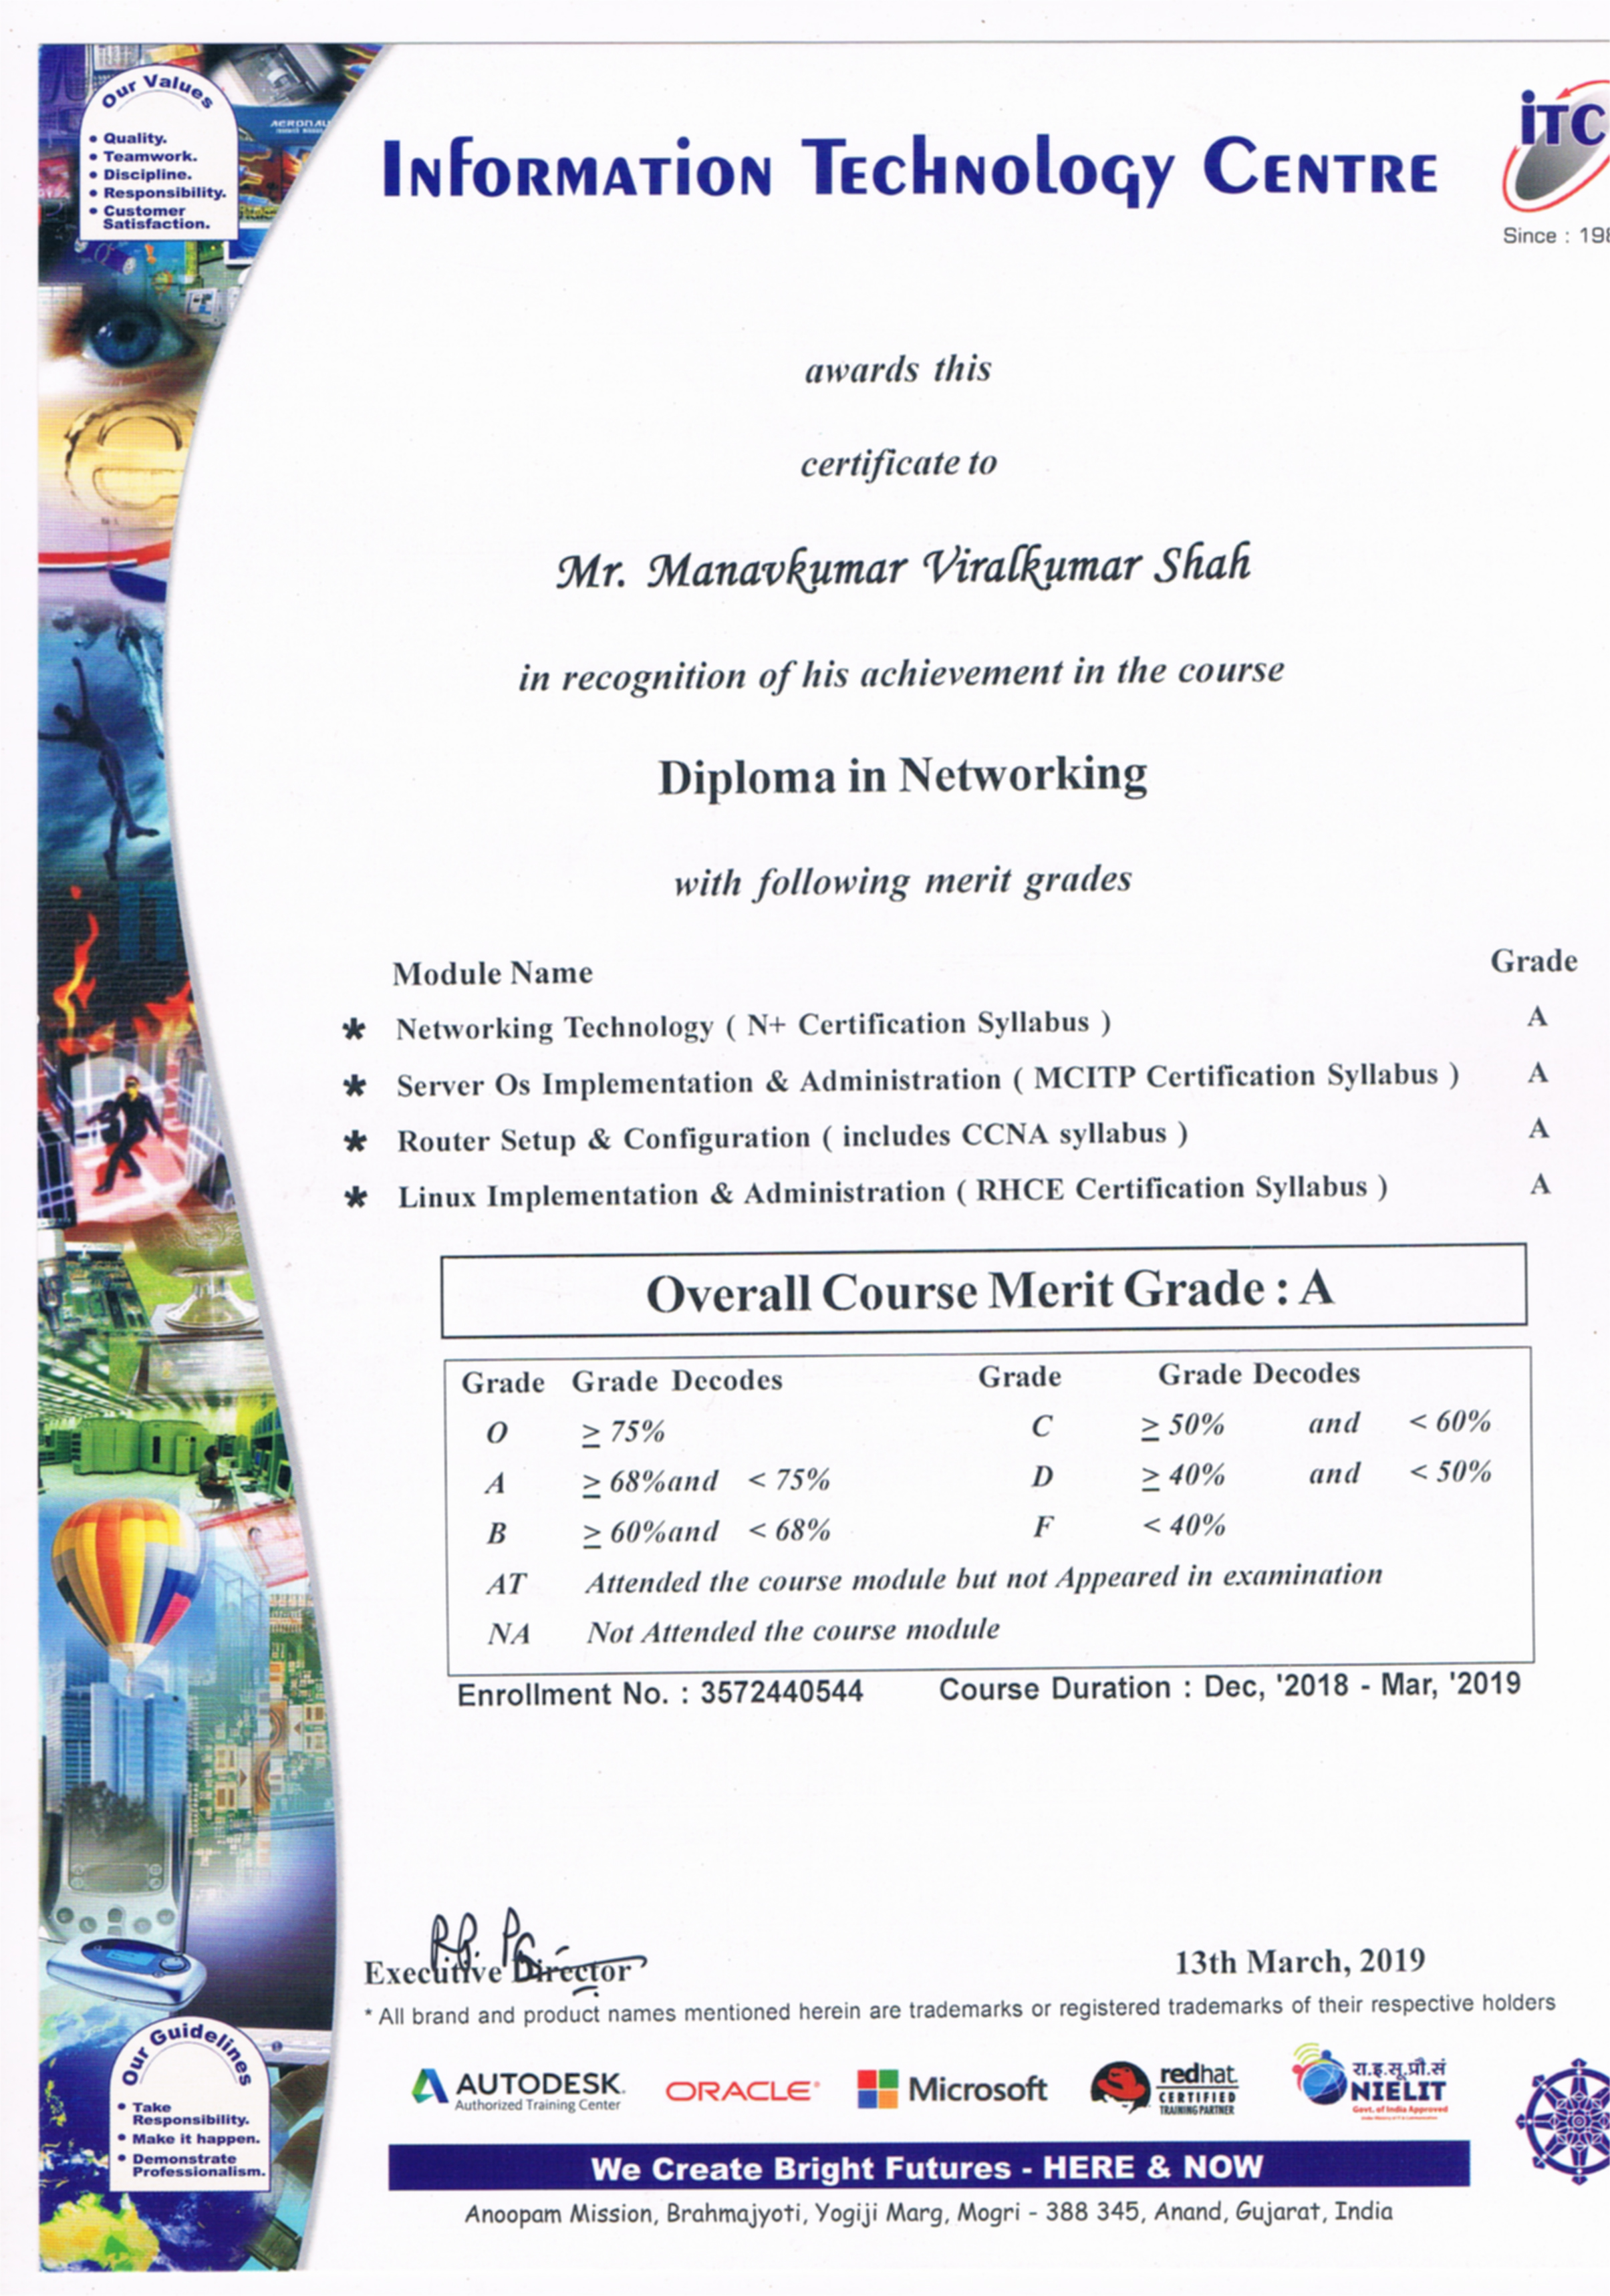 Our Values
• Quality.
• Teamwork.
• Discipline.
• Responsibility.
• Customer
Satisfaction.
Information Technology Centre
iTC
Since : 198
awards this
certificate to
Mr. Manavkumar Viralkumar Shah
in recognition of his achievement in the course
Diploma in Networking
with following merit grades
Module Name Grade
* Networking Technology ( N+ Certification Syllabus ) A
* Server Os Implementation & Administration ( MCITP Certification Syllabus ) A
* Router Setup & Configuration ( includes CCNA syllabus ) A
* Linux Implementation & Administration ( RHCE Certification Syllabus ) A
Overall Course Merit Grade : A
Grade Grade Decodes Grade Grade Decodes
O ≥ 75% C ≥ 50% and < 60%
A ≥ 68%and < 75% D ≥ 40% and < 50%
B ≥ 60%and < 68% F < 40%
AT Attended the course module but not Appeared in examination
NA Not Attended the course module
Enrollment No. : 3572440544 Course Duration : Dec, '2018 - Mar, '2019
Executive Director 13th March, 2019
* All brand and product names mentioned herein are trademarks or registered trademarks of their respective holders
Our Guidelines
• Take
Responsibility.
• Make it happen.
• Demonstrate
Professionalism.
AUTODESK.
Authorized Training Center
ORACLE®
Microsoft
redhat.
CERTIFIED
TRAINING PARTNER
रा.इ.सू.प्रौ.सं
NIELIT
Govt. of India Approved
We Create Bright Futures - HERE & NOW
Anoopam Mission, Brahmajyoti, Yogiji Marg, Mogri - 388 345, Anand, Gujarat, India